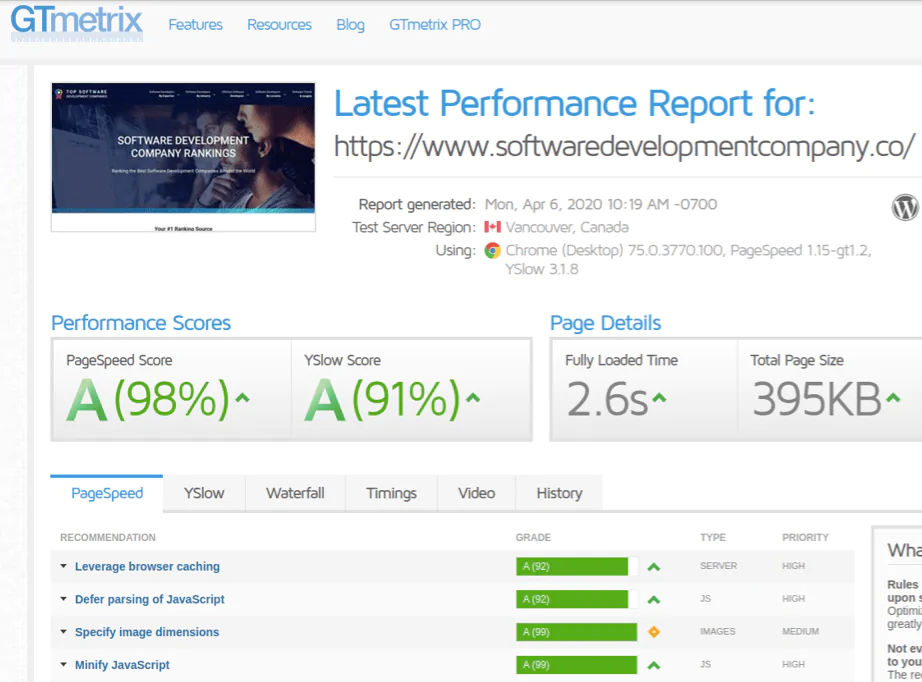 GTmetrix
Features
Resources
Blog
GTmetrix PRO
TOP SOFTWARE
DEVELOPMENT COMPANIES
SOFTWARE DEVELOPMENT
COMPANY RANKINGS
Ranking the Best Software Development Companies Around the World
Your #1 Ranking Source
Latest Performance Report for:
https://www.softwaredevelopmentcompany.co/
Report generated: Mon, Apr 6, 2020 10:19 AM -0700
Test Server Region: Vancouver, Canada
Using: Chrome (Desktop) 75.0.3770.100, PageSpeed 1.15-gt1.2,
YSlow 3.1.8
Performance Scores
PageSpeed Score
A (98%)
YSlow Score
A (91%)
Page Details
Fully Loaded Time
2.6s
Total Page Size
395KB
PageSpeed
YSlow
Waterfall
Timings
Video
History
RECOMMENDATION GRADE TYPE PRIORITY
Leverage browser caching A (92) SERVER HIGH
Defer parsing of JavaScript A (92) JS HIGH
Specify image dimensions A (99) IMAGES MEDIUM
Minify JavaScript A (99) JS HIGH
Wha
Rules
upon s
Optimiz
greatly
Not ev
to you
The re